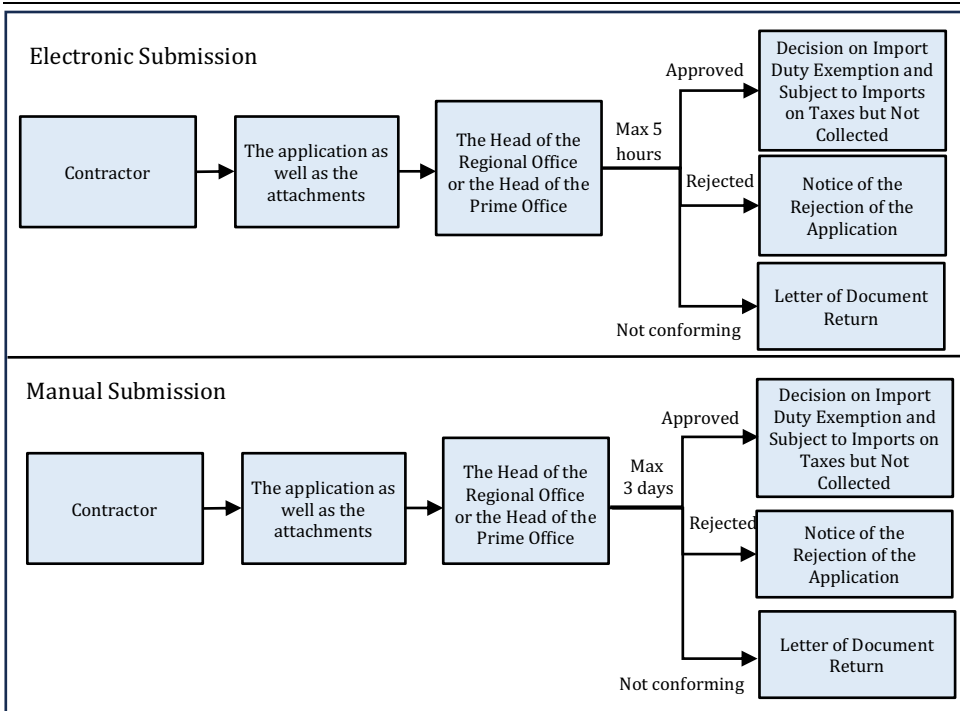 Electronic Submission
Contractor
The application as
well as the
attachments
The Head of the
Regional Office
or the Head of the
Prime Office
Max 5
hours
Approved
Decision on Import
Duty Exemption and
Subject to Imports
on Taxes but Not
Collected
Rejected
Notice of the
Rejection of the
Application
Not conforming
Letter of Document
Return
Manual Submission
Contractor
The application as
well as the
attachments
The Head of the
Regional Office
or the Head of the
Prime Office
Max
3 days
Approved
Decision on Import
Duty Exemption and
Subject to Imports on
Taxes but Not
Collected
Rejected
Notice of the
Rejection of the
Application
Not conforming
Letter of Document
Return